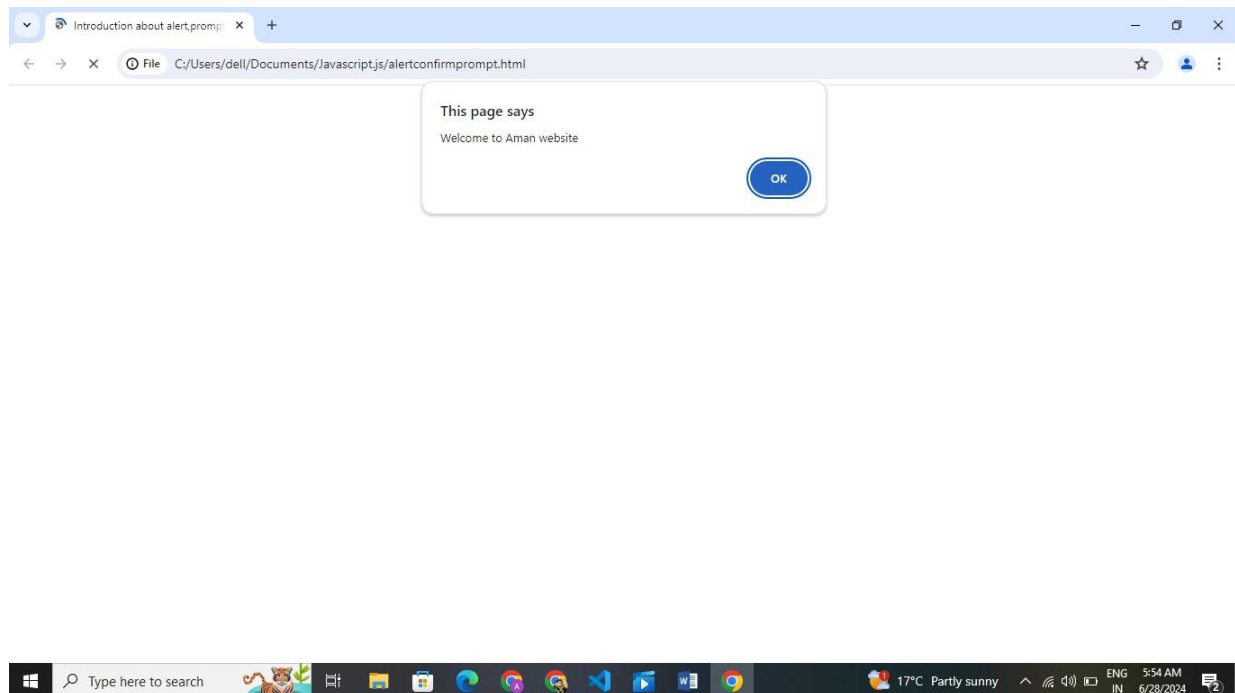 Introduction about alert,promp
File C:/Users/dell/Documents/Javascript.js/alertconfirmprompt.html
This page says
Welcome to Aman website
OK
Type here to search
17°C Partly sunny
ENG
IN
5:54 AM
6/28/2024
2